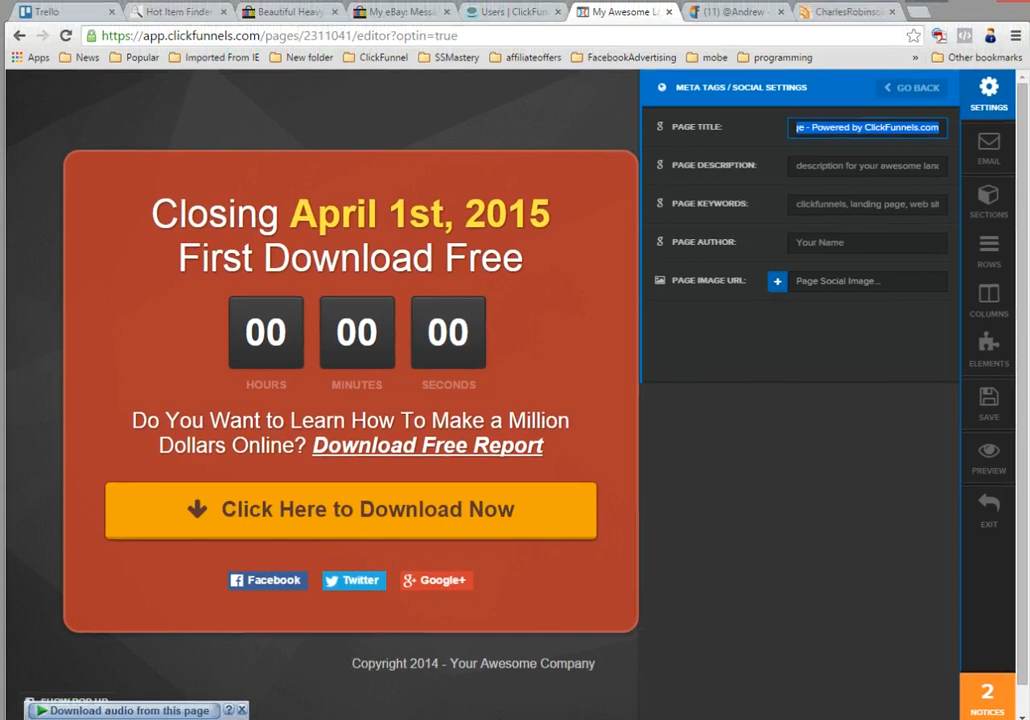 Trello
Hot Item Finder
Beautiful Heavy
My eBay: Messa
Users | ClickFun
My Awesome L
(11) @Andrew -
CharlesRobinso
https://app.clickfunnels.com/pages/2311041/editor?optin=true
Apps
News
Popular
Imported From IE
New folder
ClickFunnel
SSMastery
affiliateoffers
FacebookAdvertising
mobe
programming
»
Other bookmarks
META TAGS / SOCIAL SETTINGS
GO BACK
PAGE TITLE:
ge - Powered by ClickFunnels.com
PAGE DESCRIPTION:
description for your awesome lanc
PAGE KEYWORDS:
clickfunnels, landing page, web sit
PAGE AUTHOR:
Your Name
PAGE IMAGE URL:
+
Page Social Image...
SETTINGS
EMAIL
SECTIONS
ROWS
COLUMNS
ELEMENTS
SAVE
PREVIEW
EXIT
2
NOTICES
Closing April 1st, 2015
First Download Free
00 00 00
HOURS MINUTES SECONDS
Do You Want to Learn How To Make a Million
Dollars Online? Download Free Report
Click Here to Download Now
Facebook
Twitter
Google+
Copyright 2014 - Your Awesome Company
SHOW POP UP
Download audio from this page
? X